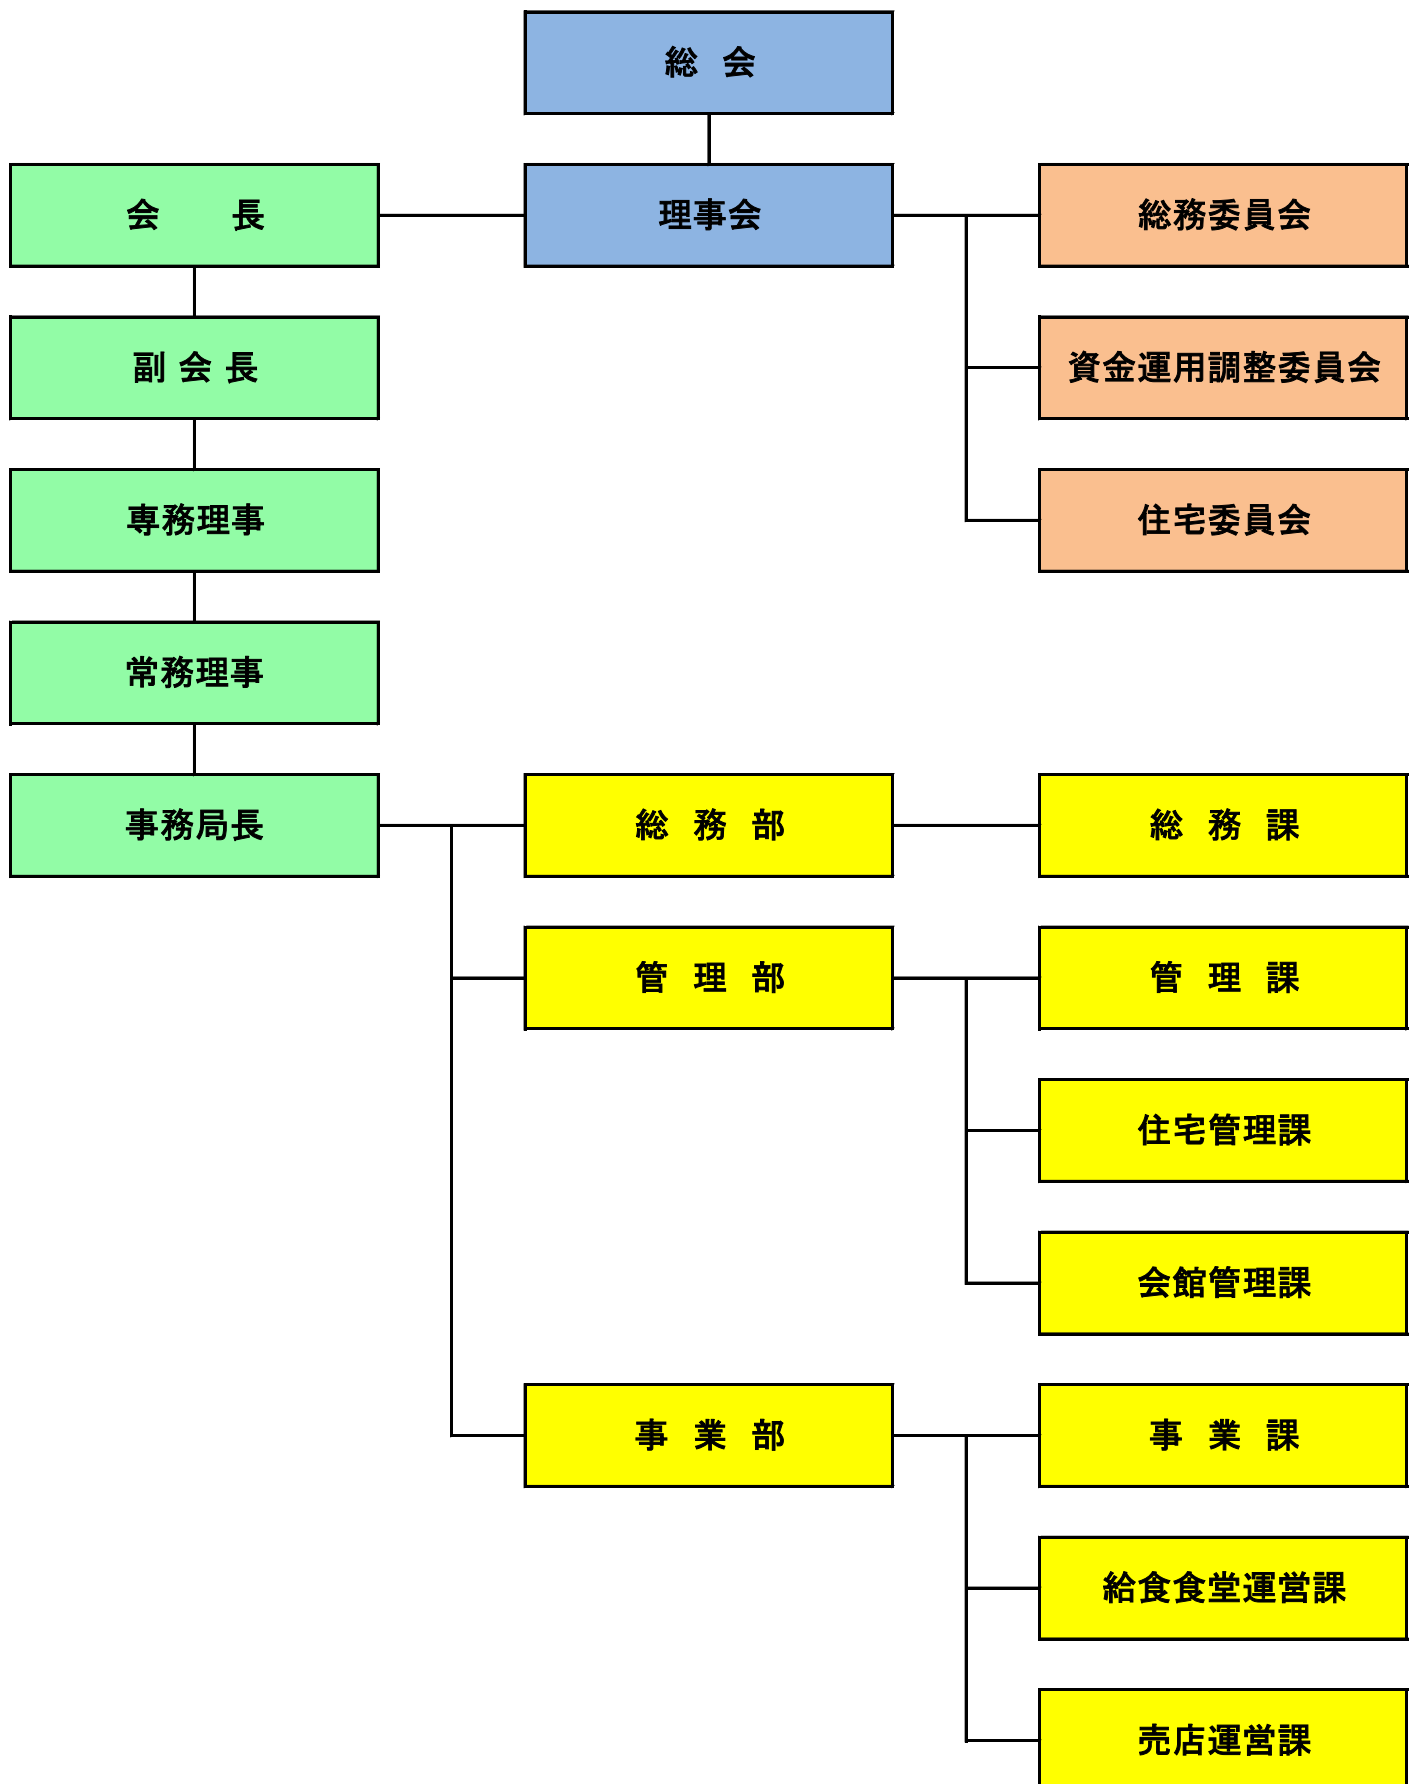 総 会
会 長
理事会
総務委員会
副 会 長
資金運用調整委員会
専務理事
住宅委員会
常務理事
事務局長
総 務 部
総 務 課
管 理 部
管 理 課
住宅管理課
会館管理課
事 業 部
事 業 課
給食食堂運営課
売店運営課